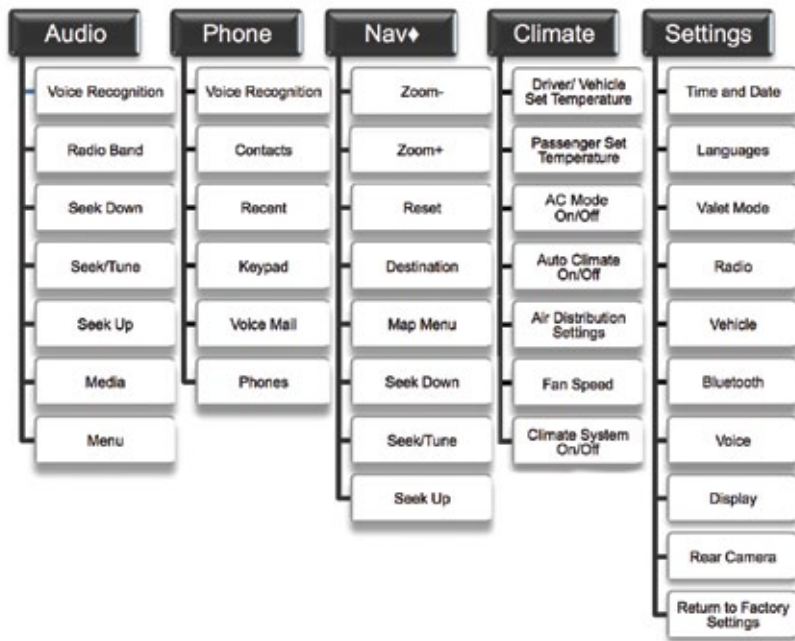 Audio
Voice Recognition
Radio Band
Seek Down
Seek/Tune
Seek Up
Media
Menu
Phone
Voice Recognition
Contacts
Recent
Keypad
Voice Mail
Phones
Nav♦
Zoom-
Zoom+
Reset
Destination
Map Menu
Seek Down
Seek/Tune
Seek Up
Climate
Driver/ Vehicle
Set Temperature
Passenger Set
Temperature
AC Mode
On/Off
Auto Climate
On/Off
Air Distribution
Settings
Fan Speed
Climate System
On/Off
Settings
Time and Date
Languages
Valet Mode
Radio
Vehicle
Bluetooth
Voice
Display
Rear Camera
Return to Factory
Settings